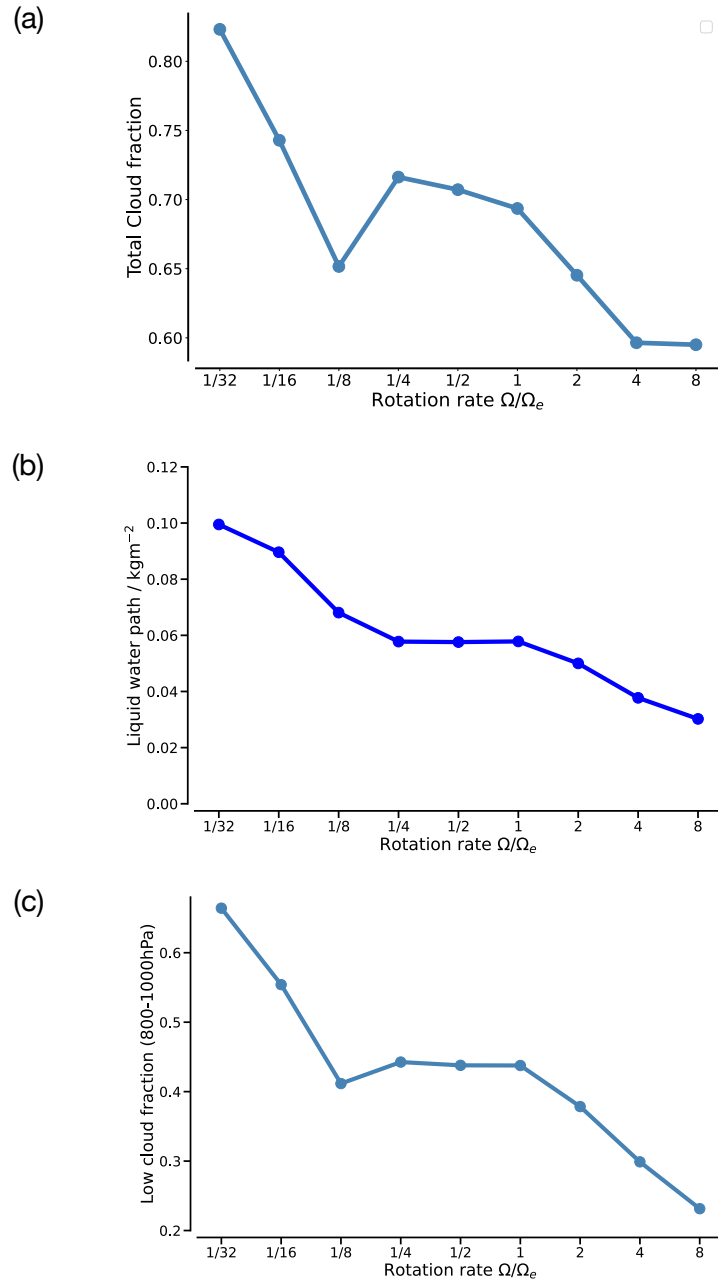 (a)
Total Cloud fraction
0.80
0.75
0.70
0.65
0.60
1/32 1/16 1/8 1/4 1/2 1 2 4 8
Rotation rate Ω/Ωₑ
(b)
Liquid water path / kgm⁻²
0.12
0.10
0.08
0.06
0.04
0.02
0.00
1/32 1/16 1/8 1/4 1/2 1 2 4 8
Rotation rate Ω/Ωₑ
(c)
Low cloud fraction (800-1000hPa)
0.6
0.5
0.4
0.3
0.2
1/32 1/16 1/8 1/4 1/2 1 2 4 8
Rotation rate Ω/Ωₑ